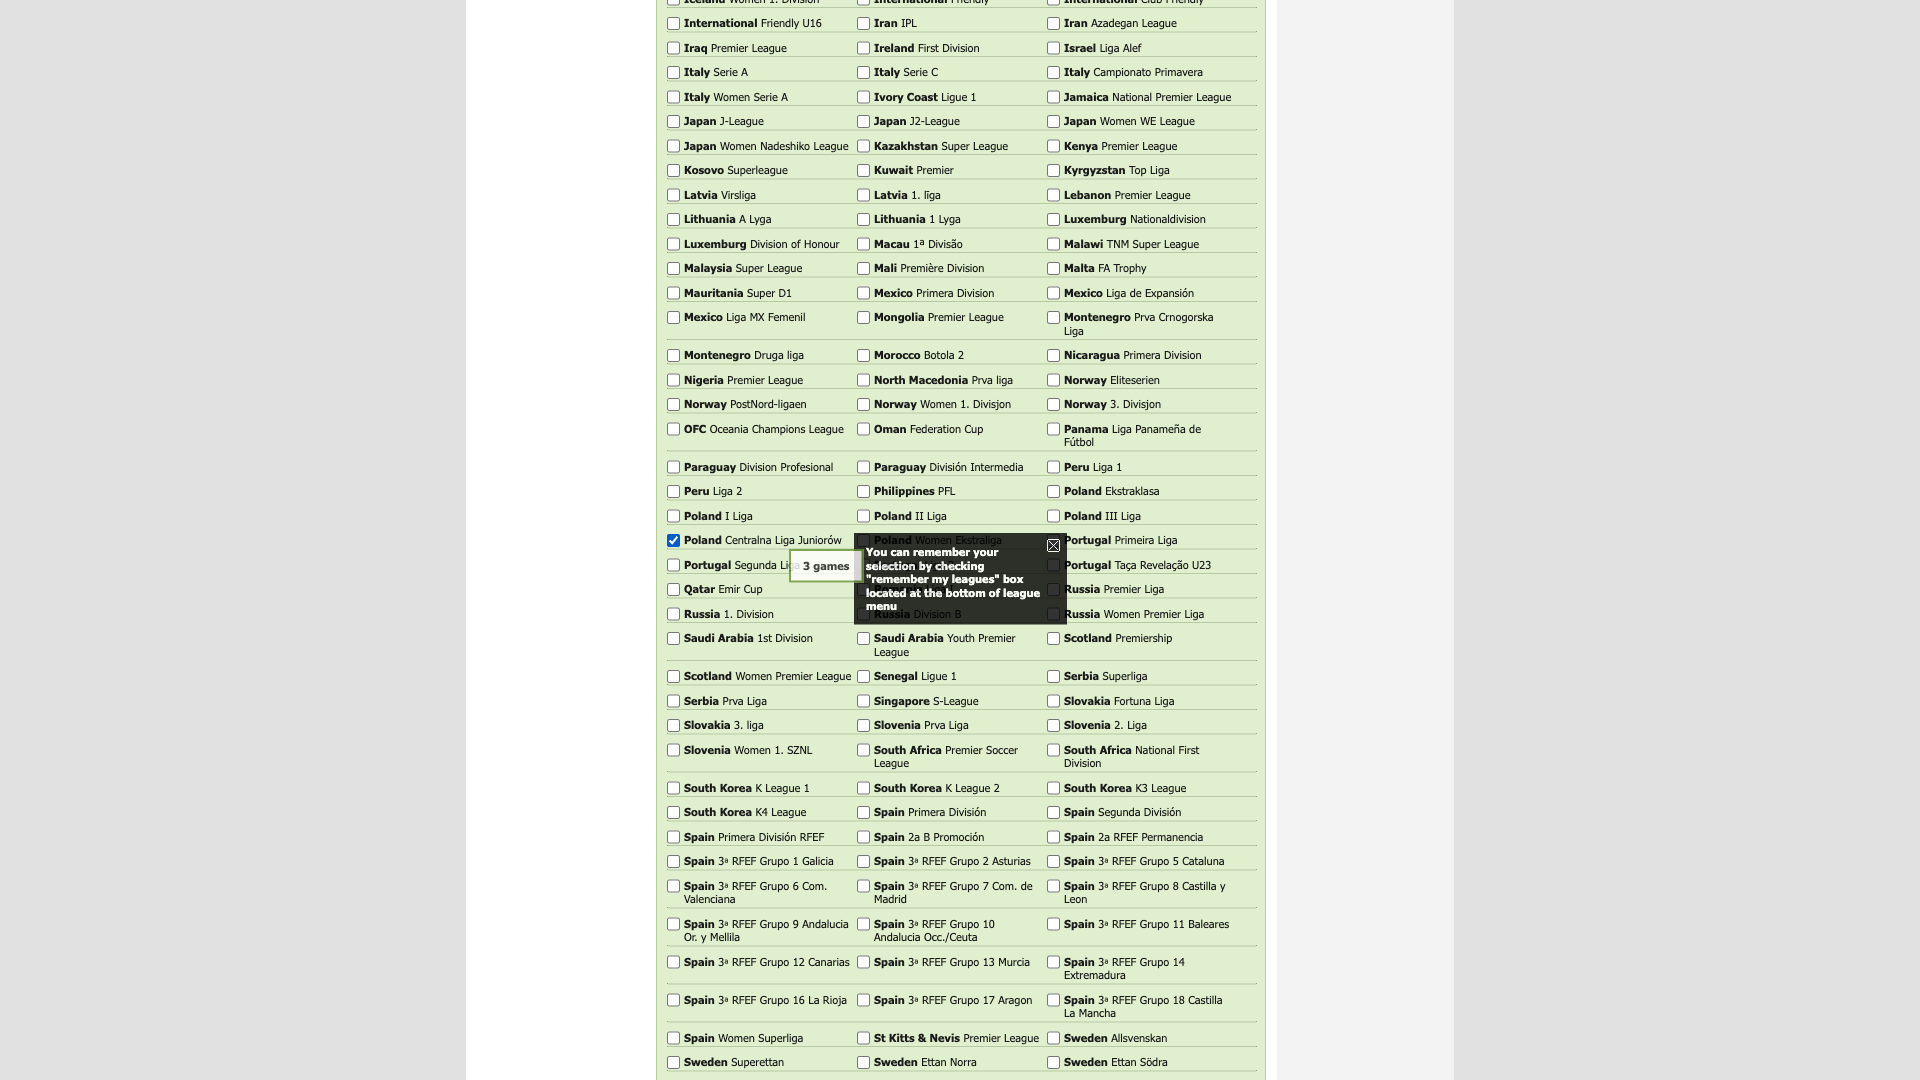 Iceland Women 1. Division International Friendly International Club Friendly
International Friendly U16 Iran IPL Iran Azadegan League
Iraq Premier League Ireland First Division Israel Liga Alef
Italy Serie A Italy Serie C Italy Campionato Primavera
Italy Women Serie A Ivory Coast Ligue 1 Jamaica National Premier League
Japan J-League Japan J2-League Japan Women WE League
Japan Women Nadeshiko League Kazakhstan Super League Kenya Premier League
Kosovo Superleague Kuwait Premier Kyrgyzstan Top Liga
Latvia Virsliga Latvia 1. līga Lebanon Premier League
Lithuania A Lyga Lithuania 1 Lyga Luxemburg Nationaldivision
Luxemburg Division of Honour Macau 1ª Divisão Malawi TNM Super League
Malaysia Super League Mali Première Division Malta FA Trophy
Mauritania Super D1 Mexico Primera Division Mexico Liga de Expansión
Mexico Liga MX Femenil Mongolia Premier League Montenegro Prva Crnogorska
Liga
Montenegro Druga liga Morocco Botola 2 Nicaragua Primera Division
Nigeria Premier League North Macedonia Prva liga Norway Eliteserien
Norway PostNord-ligaen Norway Women 1. Divisjon Norway 3. Divisjon
OFC Oceania Champions League Oman Federation Cup Panama Liga Panameña de
Fútbol
Paraguay Division Profesional Paraguay División Intermedia Peru Liga 1
Peru Liga 2 Philippines PFL Poland Ekstraklasa
Poland I Liga Poland II Liga Poland III Liga
Poland Centralna Liga Juniorów Poland Women Ekstraliga Portugal Primeira Liga
Portugal Segunda Li Portugal Taça Revelação U23
3 games
You can remember your
selection by checking
"remember my leagues" box
located at the bottom of league
menu
Qatar Emir Cup Russia Premier Liga
Russia 1. Division Russia Division B Russia Women Premier Liga
Saudi Arabia 1st Division Saudi Arabia Youth Premier Scotland Premiership
League
Scotland Women Premier League Senegal Ligue 1 Serbia Superliga
Serbia Prva Liga Singapore S-League Slovakia Fortuna Liga
Slovakia 3. liga Slovenia Prva Liga Slovenia 2. Liga
Slovenia Women 1. SZNL South Africa Premier Soccer South Africa National First
League Division
South Korea K League 1 South Korea K League 2 South Korea K3 League
South Korea K4 League Spain Primera División Spain Segunda División
Spain Primera División RFEF Spain 2a B Promoción Spain 2a RFEF Permanencia
Spain 3ª RFEF Grupo 1 Galicia Spain 3ª RFEF Grupo 2 Asturias Spain 3ª RFEF Grupo 5 Cataluna
Spain 3ª RFEF Grupo 6 Com. Spain 3ª RFEF Grupo 7 Com. de Spain 3ª RFEF Grupo 8 Castilla y
Valenciana Madrid Leon
Spain 3ª RFEF Grupo 9 Andalucia Spain 3ª RFEF Grupo 10 Spain 3ª RFEF Grupo 11 Baleares
Or. y Mellila Andalucia Occ./Ceuta
Spain 3ª RFEF Grupo 12 Canarias Spain 3ª RFEF Grupo 13 Murcia Spain 3ª RFEF Grupo 14
Extremadura
Spain 3ª RFEF Grupo 16 La Rioja Spain 3ª RFEF Grupo 17 Aragon Spain 3ª RFEF Grupo 18 Castilla
La Mancha
Spain Women Superliga St Kitts & Nevis Premier League Sweden Allsvenskan
Sweden Superettan Sweden Ettan Norra Sweden Ettan Södra